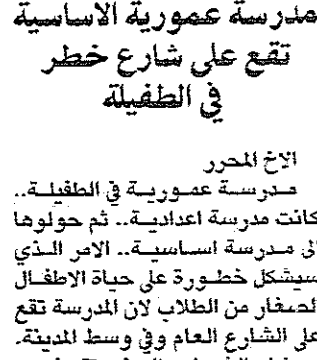 مدرسة عمورية الاساسية
تقع على شارع خطر
في الطفيلة
الاخ المحرر
مدرسة عمورية في الطفيلة..
كانت مدرسة اعدادية.. ثم حولوها
الى مدرسة اساسية.. الامر الذي
سيشكل خطورة على حياة الاطفال
الصغار من الطلاب لان المدرسة تقع
على الشارع العام وفي وسط المدينة.